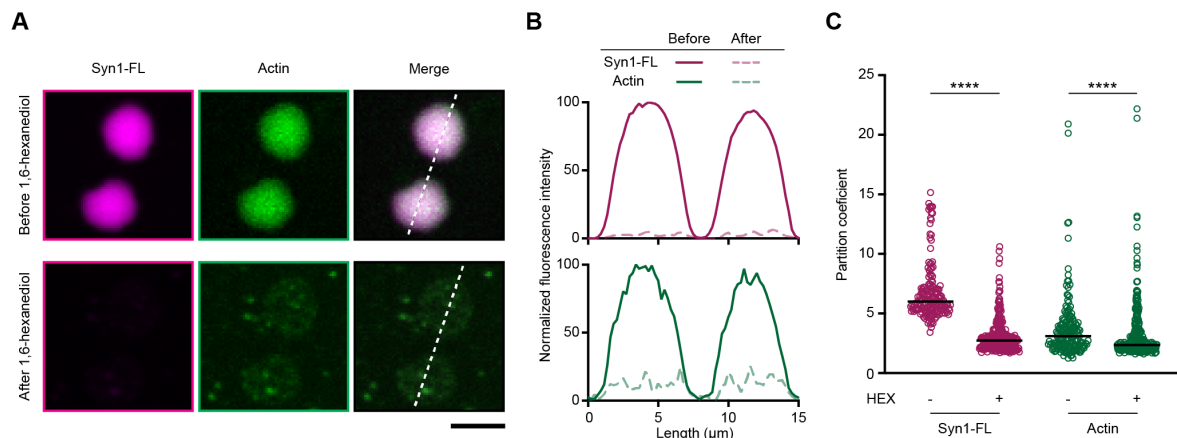 A
Syn1-FL
Actin
Merge
Before 1,6-hexanediol
After 1,6-hexanediol
B
Before
After
Syn1-FL
Actin
Normalized fluorescence intensity
100
50
0
100
50
0
0
5
10
15
Length (µm)
C
Partition coeficient
25
20
15
10
5
0
****
****
HEX
-
+
-
+
Syn1-FL
Actin